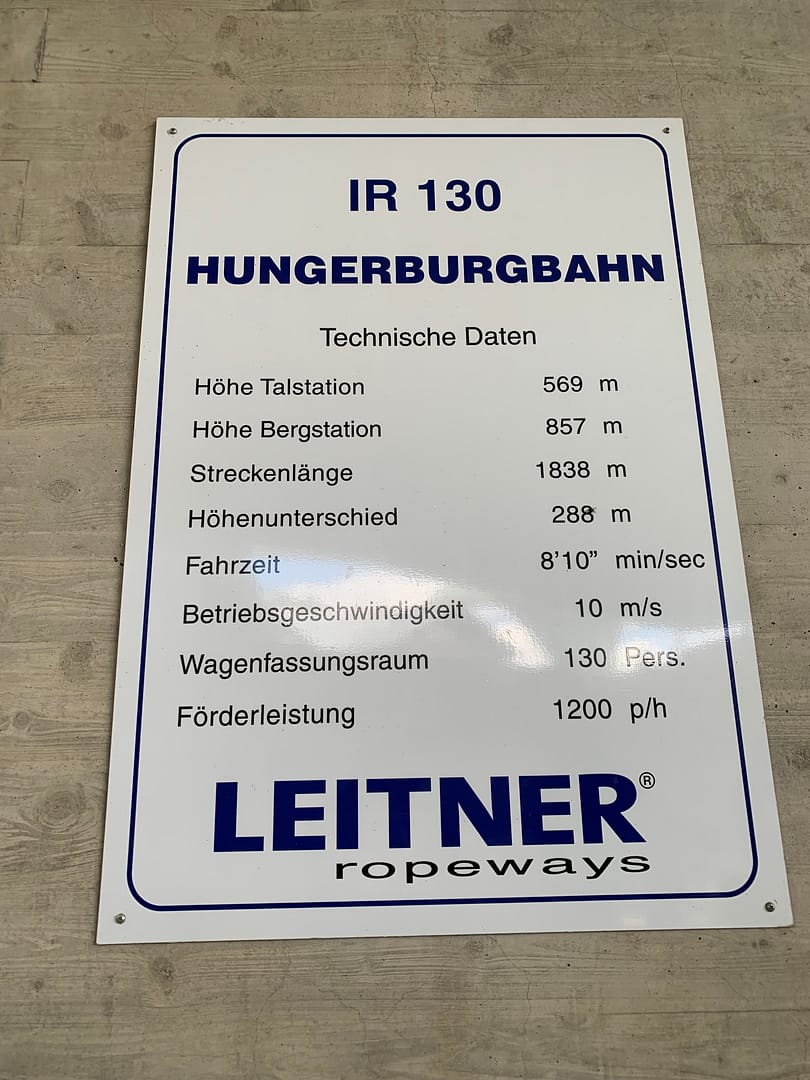 IR 130
HUNGERBURGBAHN
Technische Daten
Höhe Talstation 569 m
Höhe Bergstation 857 m
Streckenlänge 1838 m
Höhenunterschied 288 m
Fahrzeit 8’10” min/sec
Betriebsgeschwindigkeit 10 m/s
Wagenfassungsraum 130 Pers.
Förderleistung 1200 p/h
LEITNER®
ropeways